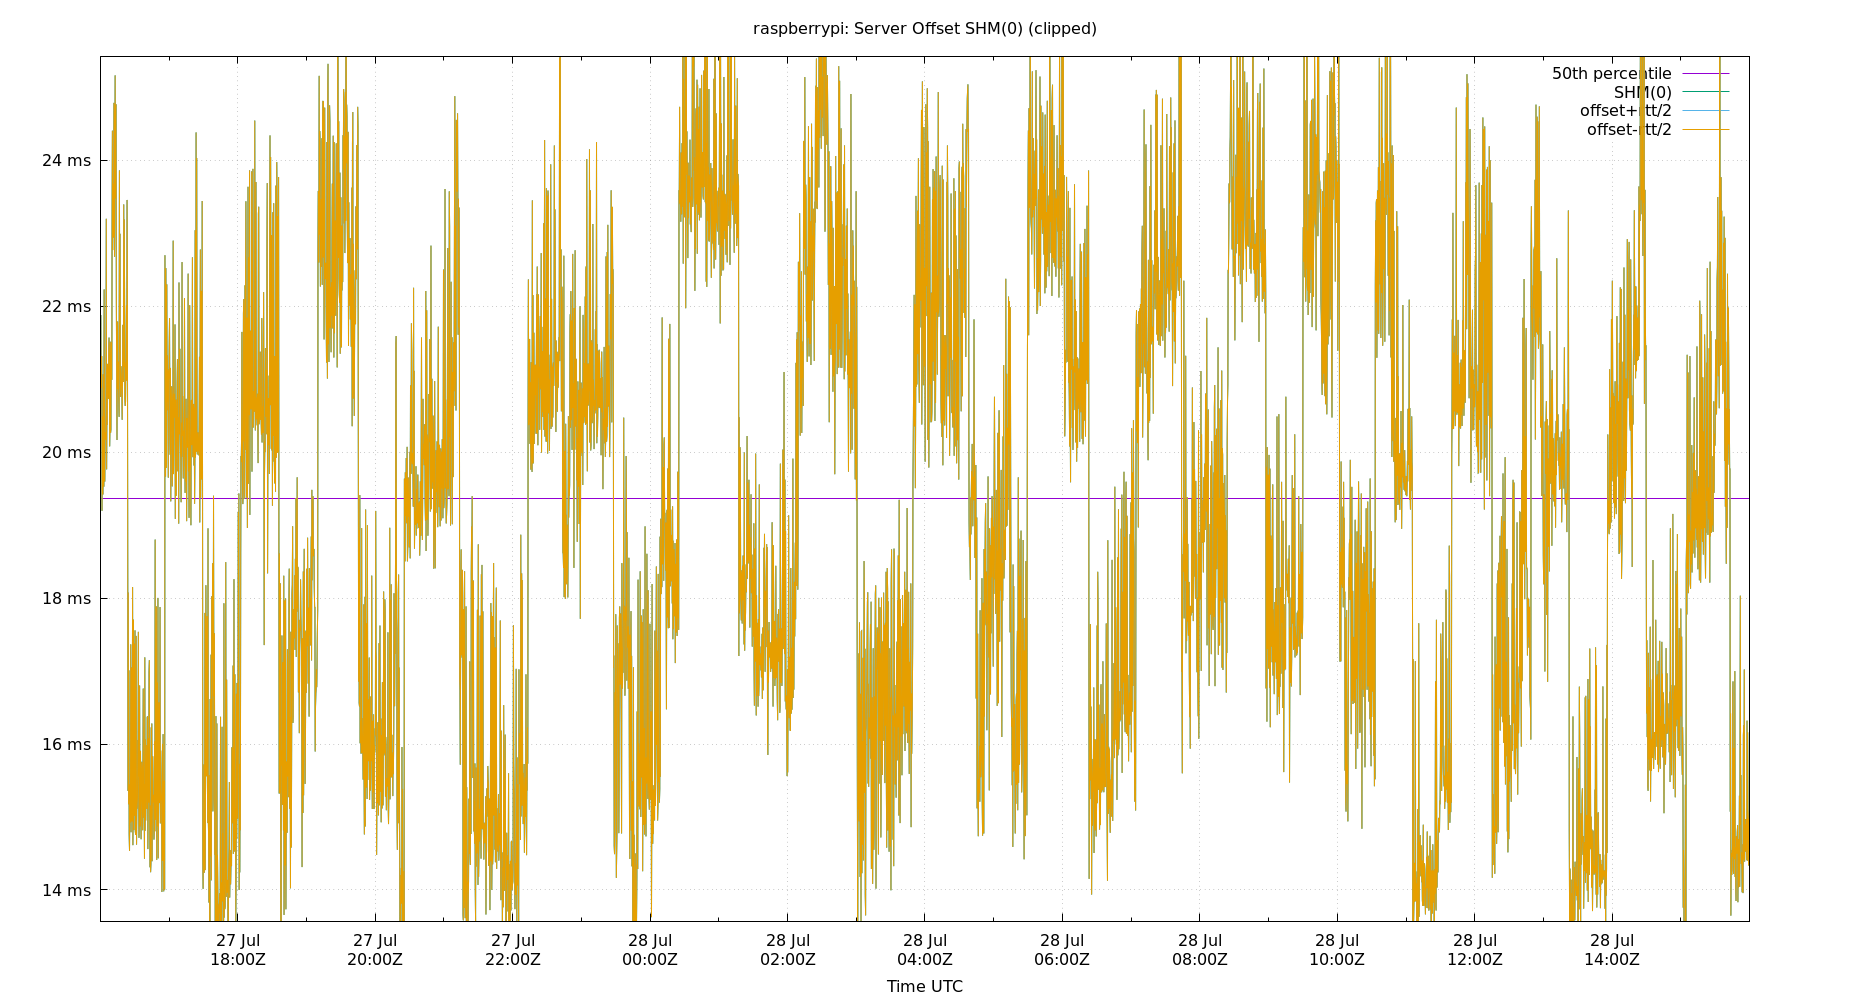 raspberrypi: Server Offset SHM(0) (clipped)
50th percentile
SHM(0)
offset+rtt/2
offset-rtt/2
24 ms
22 ms
20 ms
18 ms
16 ms
14 ms
27 Jul 27 Jul 27 Jul 28 Jul 28 Jul 28 Jul 28 Jul 28 Jul 28 Jul 28 Jul 28 Jul
18:00Z 20:00Z 22:00Z 00:00Z 02:00Z 04:00Z 06:00Z 08:00Z 10:00Z 12:00Z 14:00Z
Time UTC